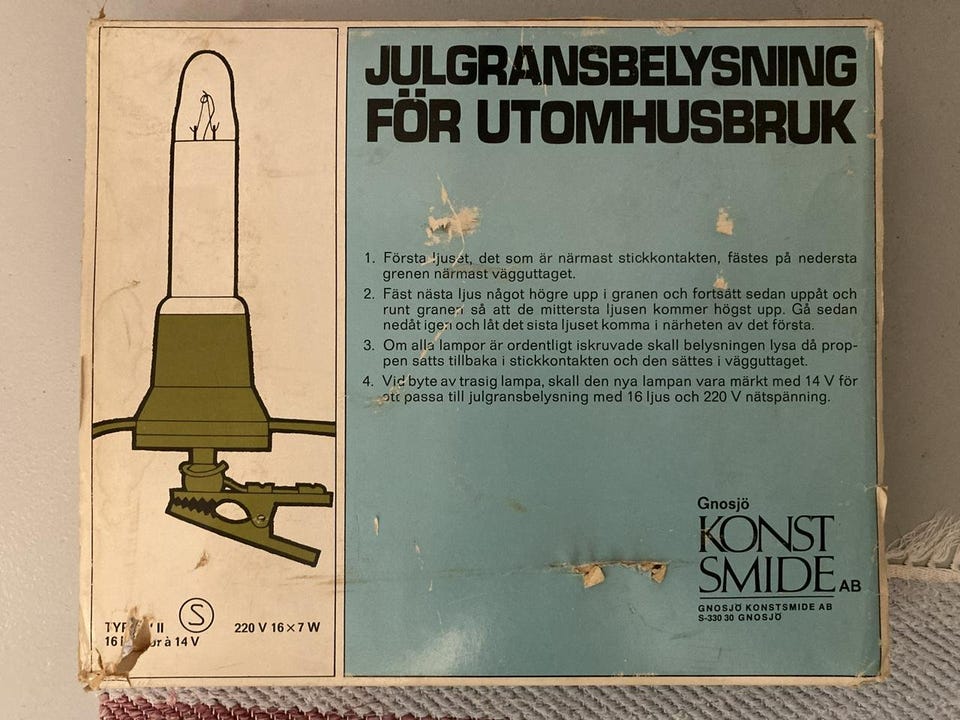 JULGRANSBELYSNING
FÖR UTOMHUSBRUK
1. Första ljuset, det som är närmast stickkontakten, fästes på nedersta
grenen närmast vägguttaget.
2. Fäst nästa ljus något högre upp i granen och fortsätt sedan uppåt och
runt granen så att de mittersta ljusen kommer högst upp. Gå sedan
nedåt igen och låt det sista ljuset komma i närheten av det första.
3. Om alla lampor är ordentligt iskruvade skall belysningen lysa då prop-
pen sätts tillbaka i stickkontakten och den sättes i vägguttaget.
4. Vid byte av trasig lampa, skall den nya lampan vara märkt med 14 V för
att passa till julgransbelysning med 16 ljus och 220 V nätspänning.
Gnosjö
KONST
SMIDE AB
GNOSJÖ KONSTSMIDE AB
S-330 30 GNOSJÖ
S
II 220 V 16×7 W
16 à 14 V